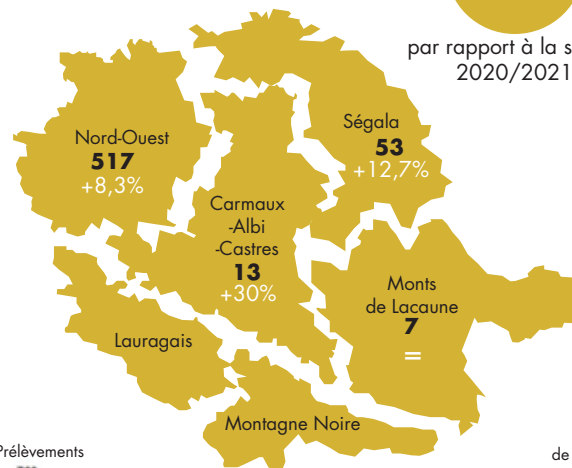 par rapport à la s
2020/2021
Nord-Ouest
517
+8,3%
Ségala
53
+12,7%
Carmaux
-Albi
-Castres
13
+30%
Monts
de Lacaune
7
=
Lauragais
Montagne Noire
Prélèvements
de